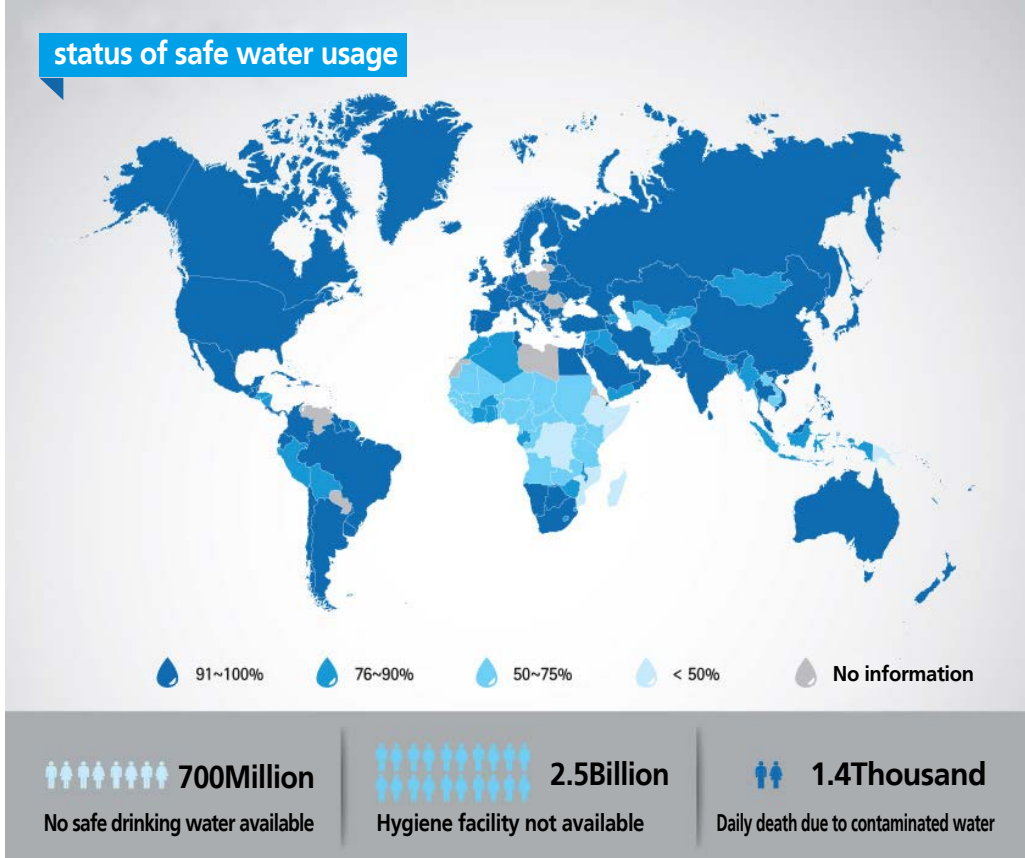 status of safe water usage
91~100%
76~90%
50~75%
< 50%
No information
700Million
No safe drinking water available
2.5Billion
Hygiene facility not available
1.4Thousand
Daily death due to contaminated water